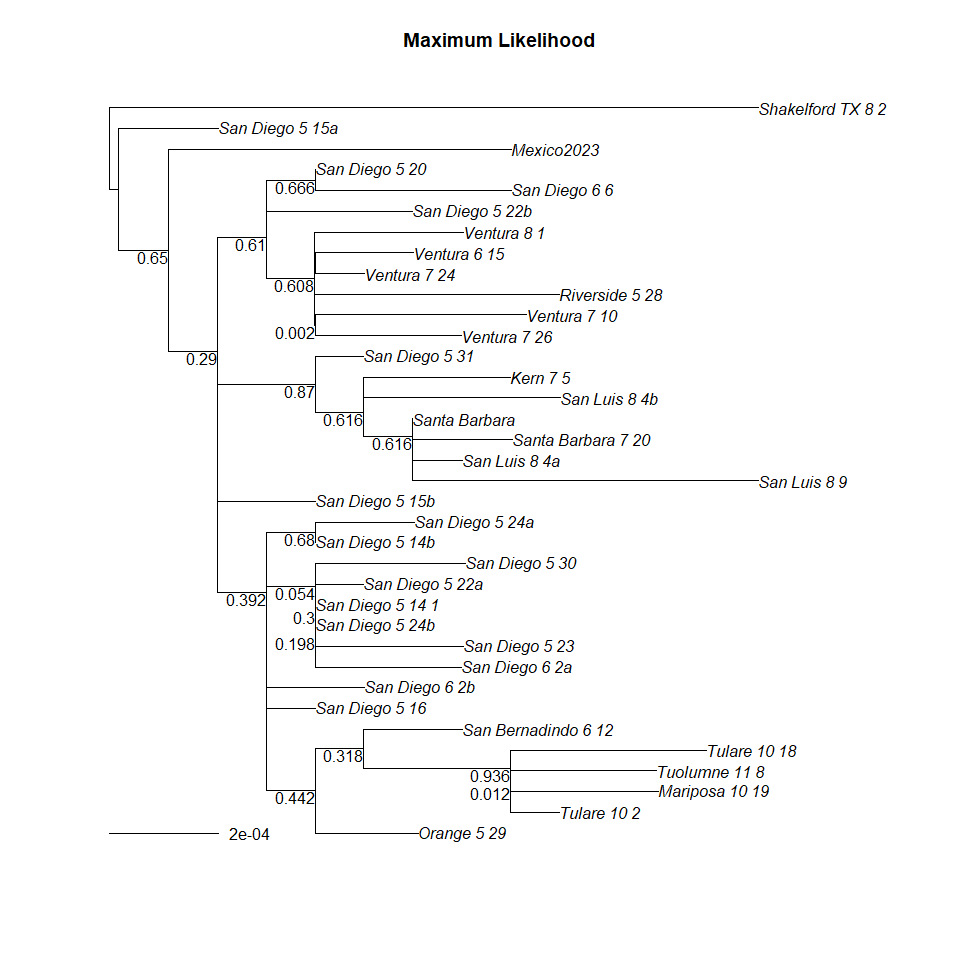 Maximum Likelihood
Shakelford TX 8 2
San Diego 5 15a
Mexico2023
San Diego 5 20
0.666
San Diego 6 6
San Diego 5 22b
Ventura 8 1
0.61
Ventura 6 15
Ventura 7 24
0.65
0.608
Riverside 5 28
Ventura 7 10
0.002
Ventura 7 26
San Diego 5 31
0.29
Kern 7 5
0.87
San Luis 8 4b
0.616
Santa Barbara
Santa Barbara 7 20
0.616
San Luis 8 4a
San Luis 8 9
San Diego 5 15b
San Diego 5 24a
0.68
San Diego 5 14b
San Diego 5 30
San Diego 5 22a
0.054
0.392
San Diego 5 14 1
0.3
San Diego 5 24b
0.198
San Diego 5 23
San Diego 6 2a
San Diego 6 2b
San Diego 5 16
San Bernadindo 6 12
Tulare 10 18
0.318
Tuolumne 11 8
0.936
Mariposa 10 19
0.012
0.442
Tulare 10 2
Orange 5 29
2e-04